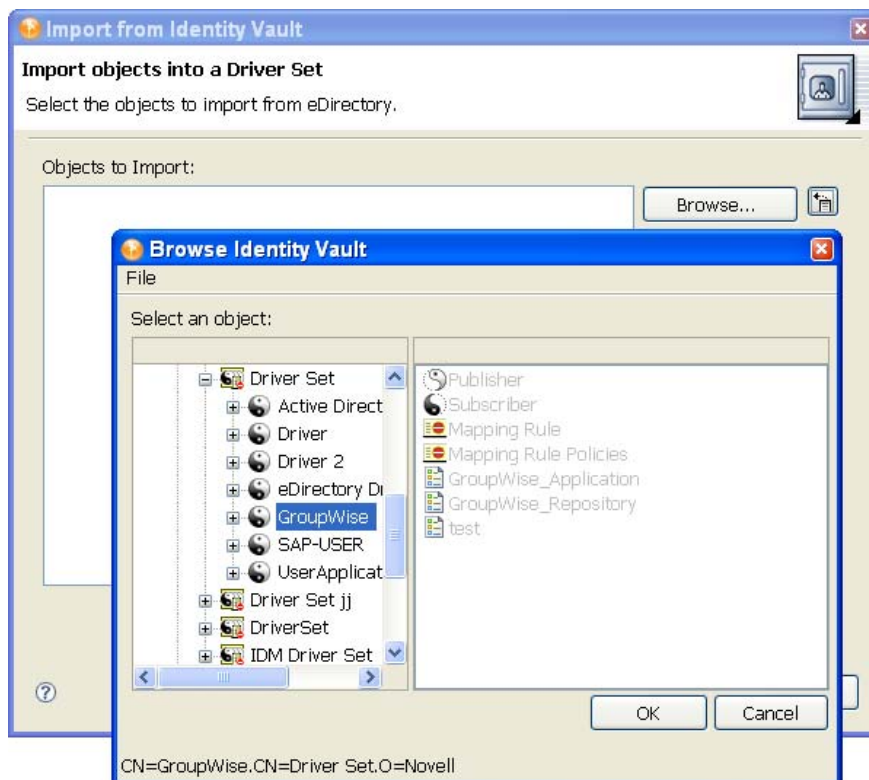 Import from Identity Vault
Import objects into a Driver Set
Select the objects to import from eDirectory.
Objects to Import:
Browse...
Browse Identity Vault
File
Select an object:
Driver Set
Active Direct
Driver
Driver 2
eDirectory Dr
GroupWise
SAP-USER
UserApplicat
Driver Set jj
DriverSet
IDM Driver Set
Publisher
Subscriber
Mapping Rule
Mapping Rule Policies
GroupWise_Application
GroupWise_Repository
test
OK
Cancel
CN=GroupWise.CN=Driver Set.O=Novell